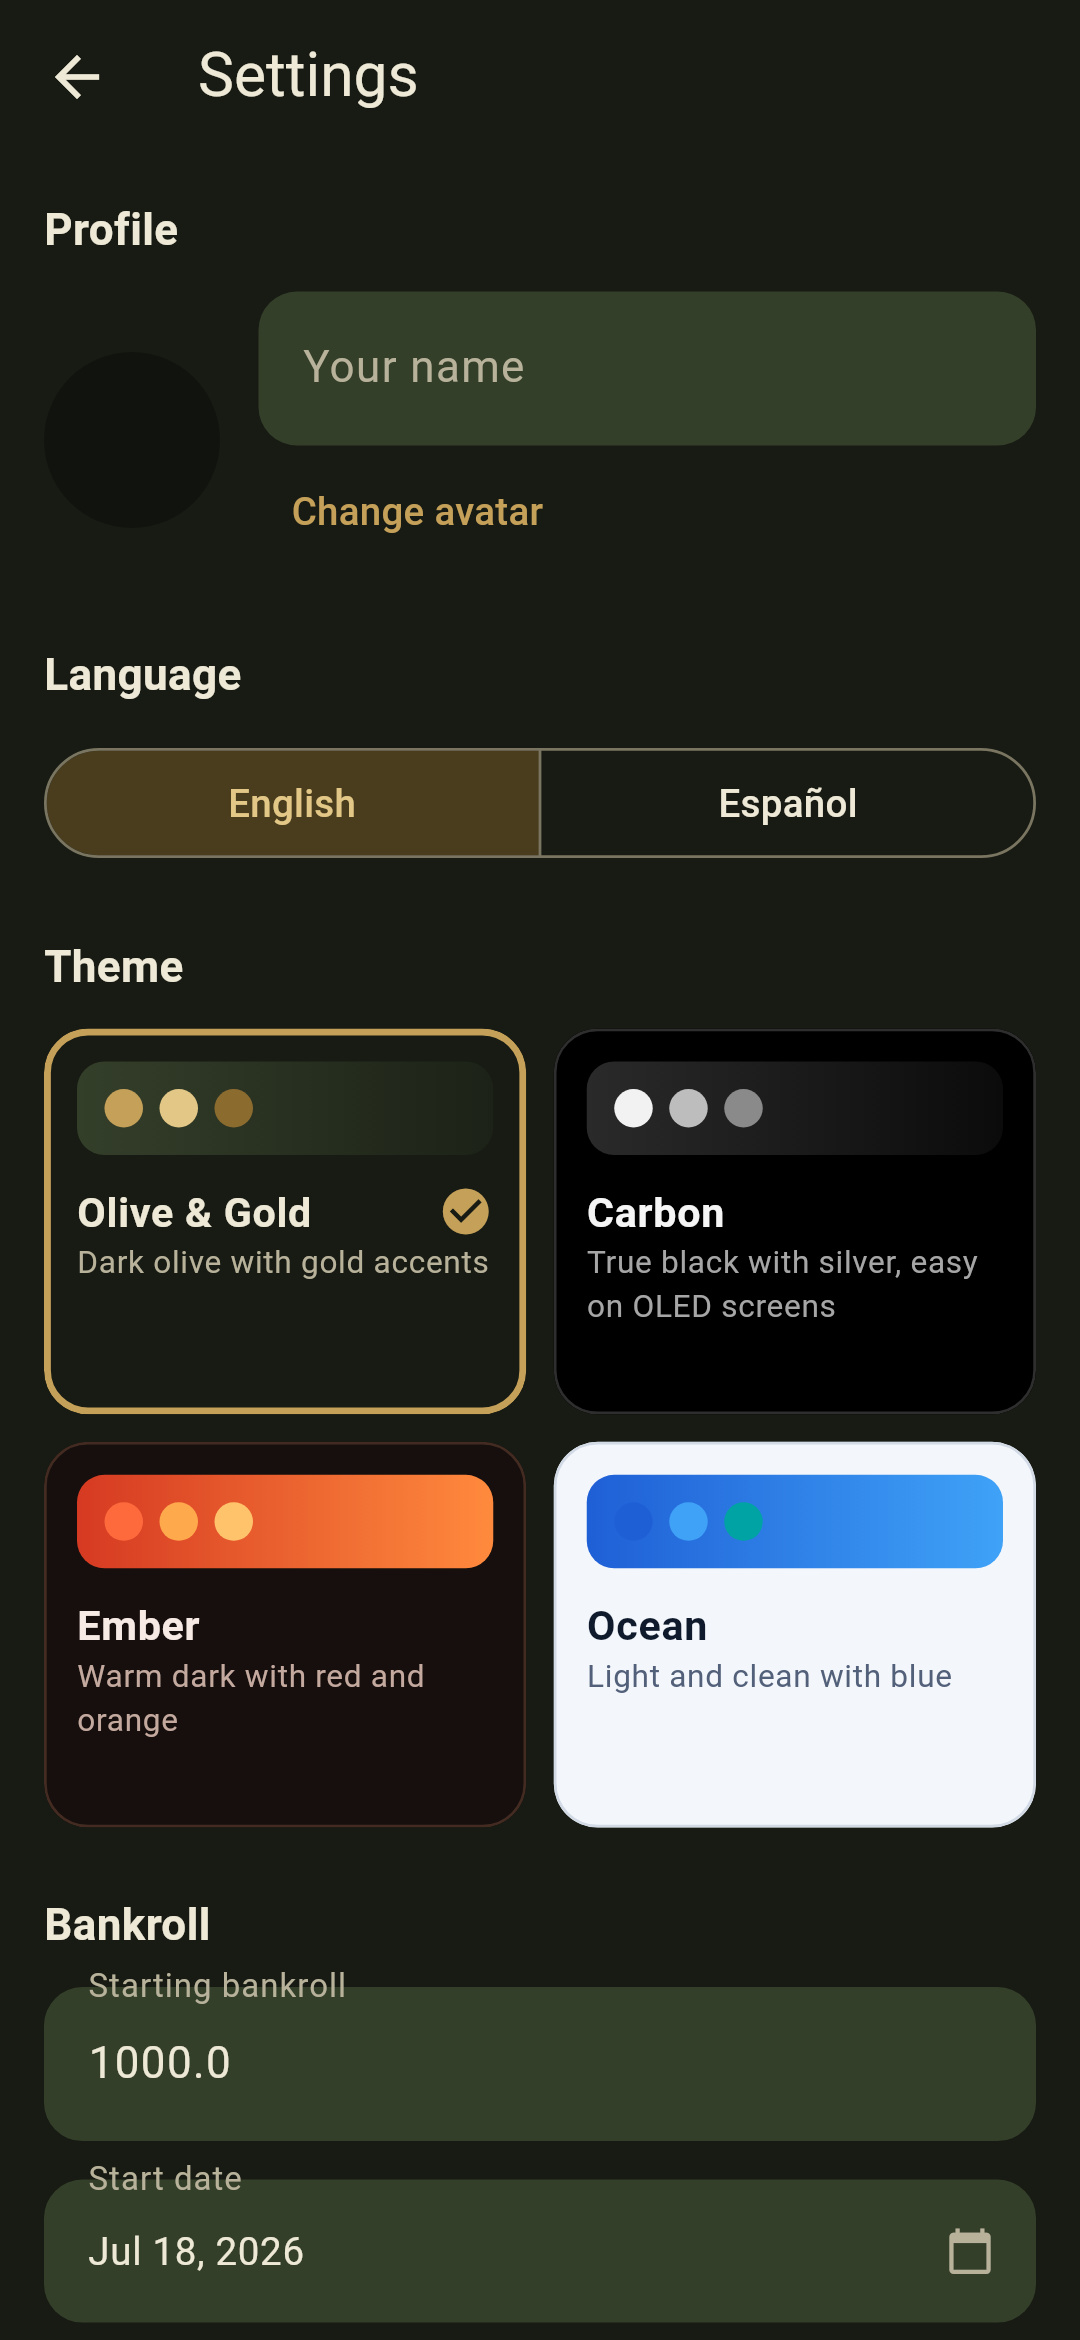 Settings
Profile
Your name
Change avatar
Language
English
Español
Theme
Olive & Gold
Dark olive with gold accents
Carbon
True black with silver, easy
on OLED screens
Ember
Warm dark with red and
orange
Ocean
Light and clean with blue
Bankroll
Starting bankroll
1000.0
Start date
Jul 18, 2026